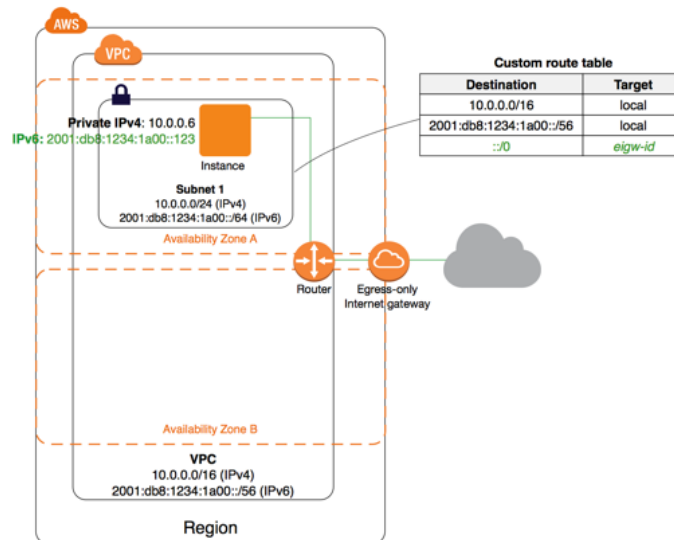 AWS
VPC
Custom route table
Destination Target
10.0.0.0/16 local
2001:db8:1234:1a00::/56 local
::/0 eigw-id
Private IPv4: 10.0.0.6
IPv6: 2001:db8:1234:1a00::123
Instance
Subnet 1
10.0.0.0/24 (IPv4)
2001:db8:1234:1a00::/64 (IPv6)
Availability Zone A
Router
Egress-only
Internet gateway
Availability Zone B
VPC
10.0.0.0/16 (IPv4)
2001:db8:1234:1a00::/56 (IPv6)
Region